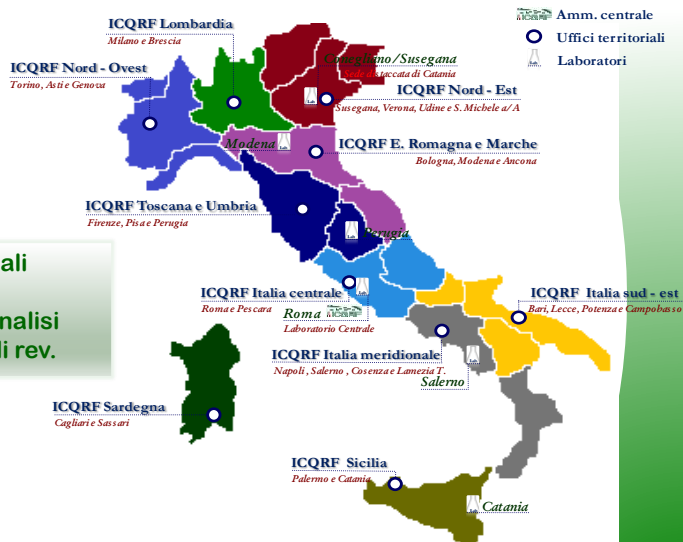 ICQRF Lombardia
Milano e Brescia
Amm. centrale
Uffici territoriali
Laboratori
Conegliano/Susegana
staccata di Catania
ICQRF Nord - Ovest
Torino, Asti e Genova
ICQRF Nord - Est
Susegana, Verona, Udine e S. Michele a/A
Modena
ICQRF E. Romagna e Marche
Bologna, Modena e Ancona
ICQRF Toscana e Umbria
Firenze, Pisa e Perugia
Perugia
ali
nalisi
li rev.
ICQRF Italia centrale
Roma e Pescara
Roma
Laboratorio Centrale
ICQRF Italia sud - est
Bari, Lecce, Potenza e Campobasso
ICQRF Italia meridionale
Napoli , Salerno , Cosenza e Lamezia T.
Salerno
ICQRF Sardegna
Cagliari e Sassari
ICQRF Sicilia
Palermo e Catania
Catania